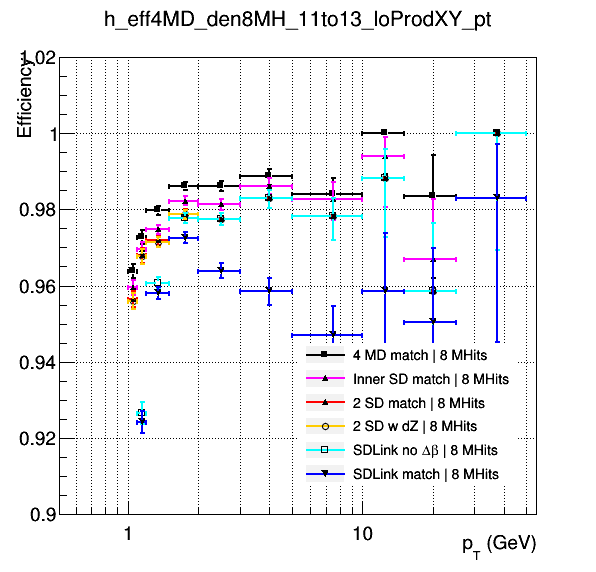 h_eff4MD_den8MH_11to13_loProdXY_pt
Efficiency
1.02
1
0.98
0.96
0.94
0.92
0.9
4 MD match | 8 MHits
Inner SD match | 8 MHits
2 SD match | 8 MHits
2 SD w dZ | 8 MHits
SDLink no Δβ | 8 MHits
SDLink match | 8 MHits
1
10
p_T (GeV)